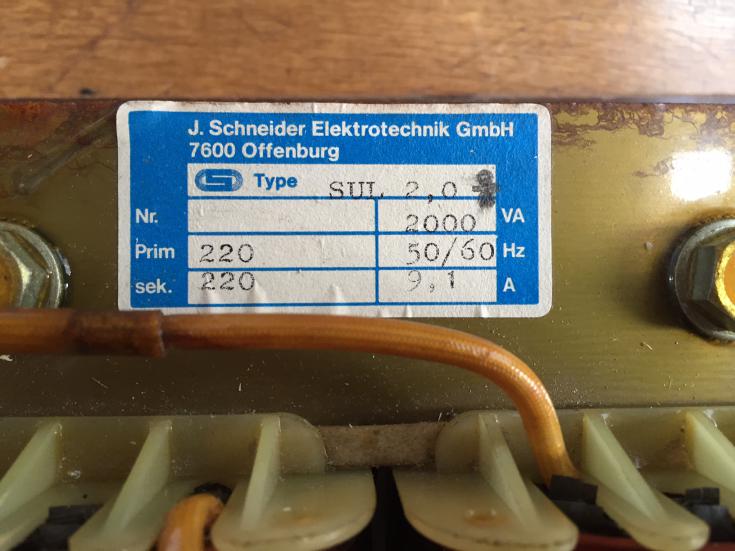 J. Schneider Elektrotechnik GmbH
7600 Offenburg
Type SUL 2,0
Nr. 2000 VA
Prim 220 50/60 Hz
sek. 220 9,1 A